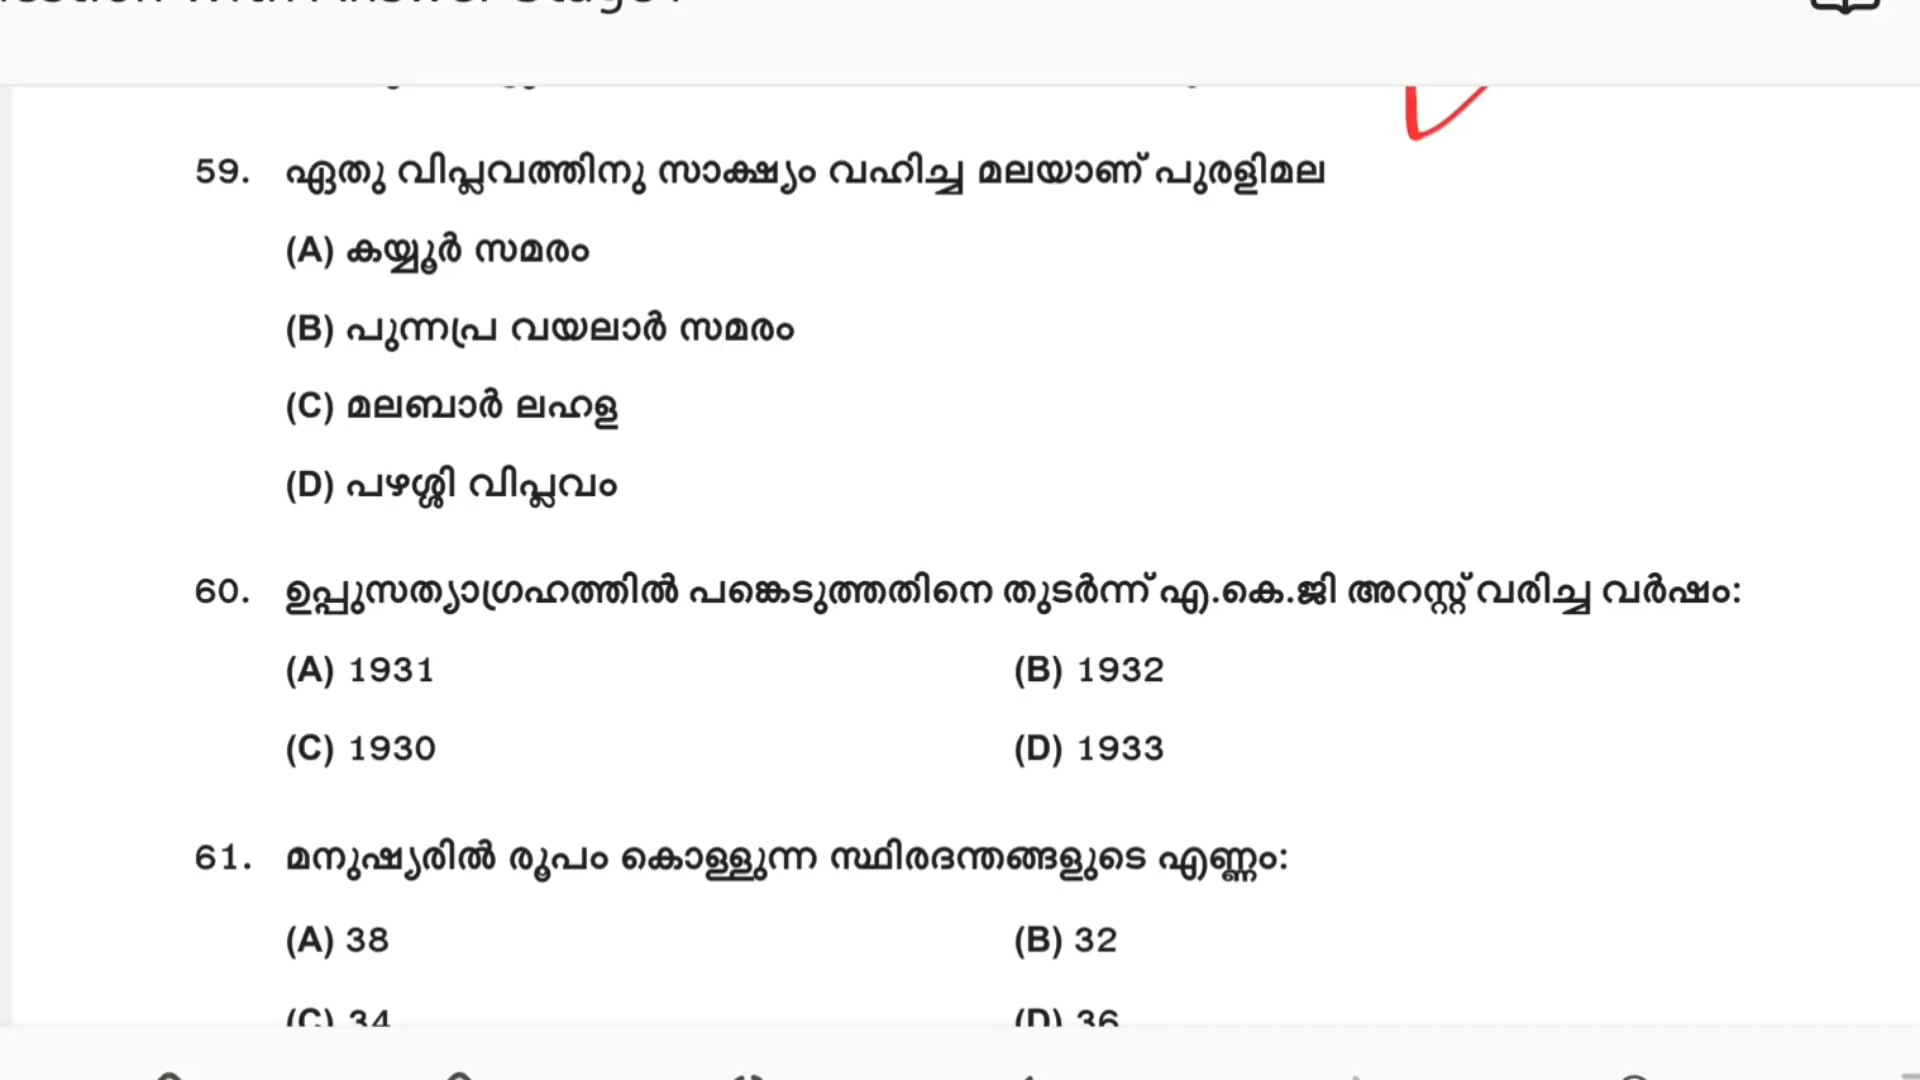 59. ഏതു വിപ്ലവത്തിനു സാക്ഷ്യം വഹിച്ച മലയാണ് പുരളിമല
(A) കയ്യൂർ സമരം
(B) പുന്നപ്ര വയലാർ സമരം
(C) മലബാർ ലഹള
(D) പഴശ്ശി വിപ്ലവം
60. ഉപ്പുസത്യാഗ്രഹത്തിൽ പങ്കെടുത്തതിനെ തുടർന്ന് എ.കെ.ജി അറസ്റ്റ് വരിച്ച വർഷം:
(A) 1931 (B) 1932
(C) 1930 (D) 1933
61. മനുഷ്യരിൽ രൂപം കൊള്ളുന്ന സ്ഥിരദന്തങ്ങളുടെ എണ്ണം:
(A) 38 (B) 32
(C) 34 (D) 36